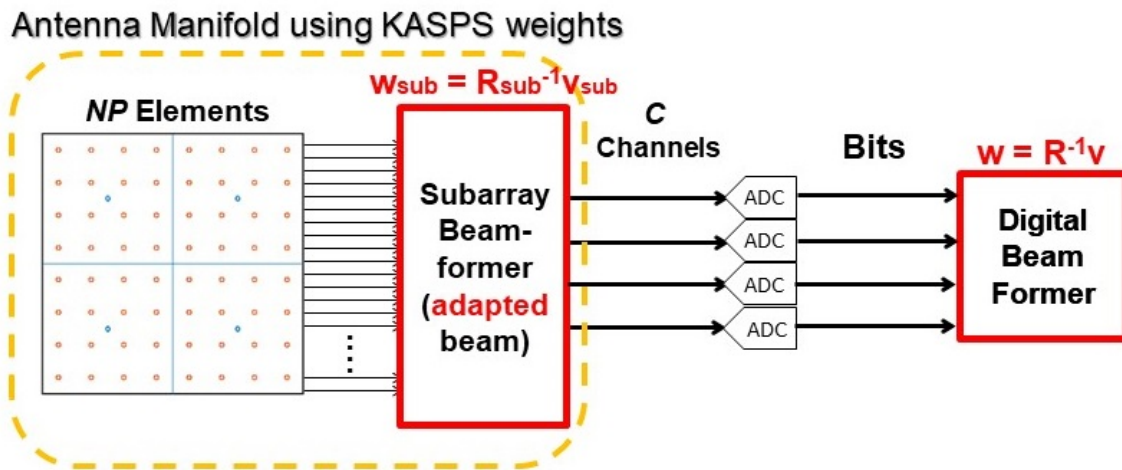 Antenna Manifold using KASPS weights
wsub = Rsub-1vsub
NP Elements
C
Channels
Bits
w = R-1v
Subarray
Beam-
former
(adapted
beam)
ADC
ADC
ADC
ADC
Digital
Beam
Former